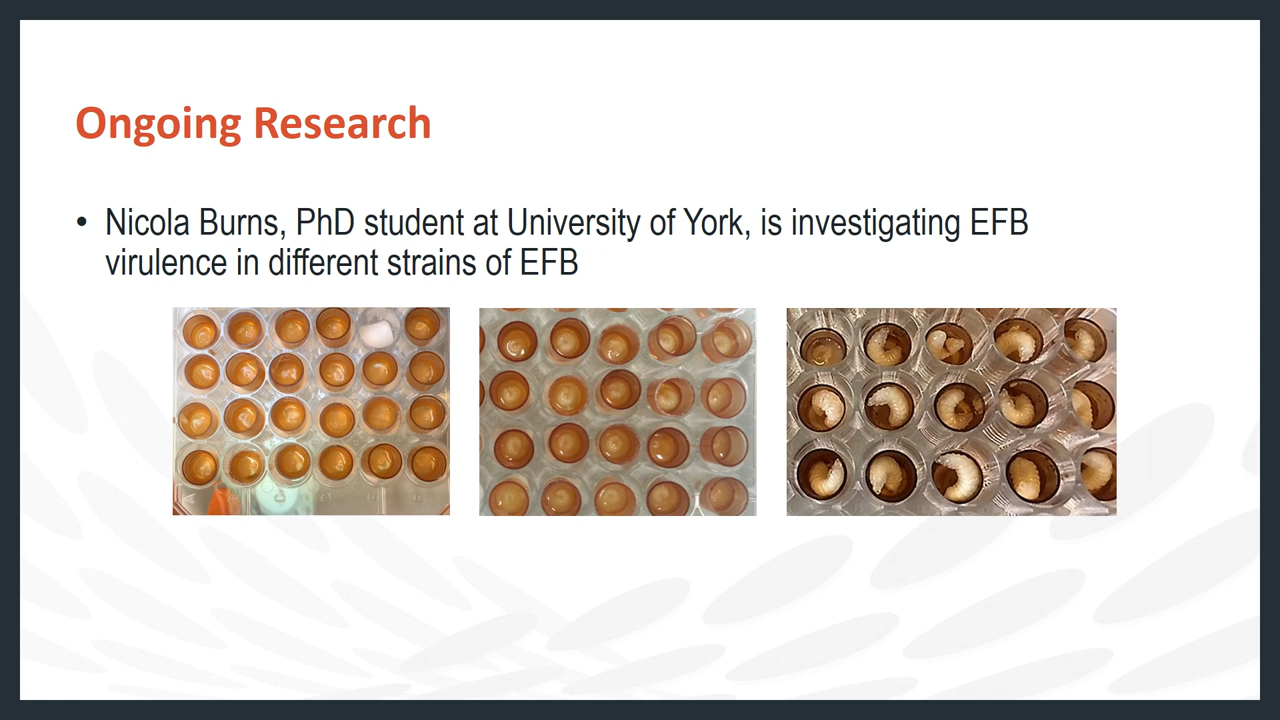 Ongoing Research
• Nicola Burns, PhD student at University of York, is investigating EFB
virulence in different strains of EFB